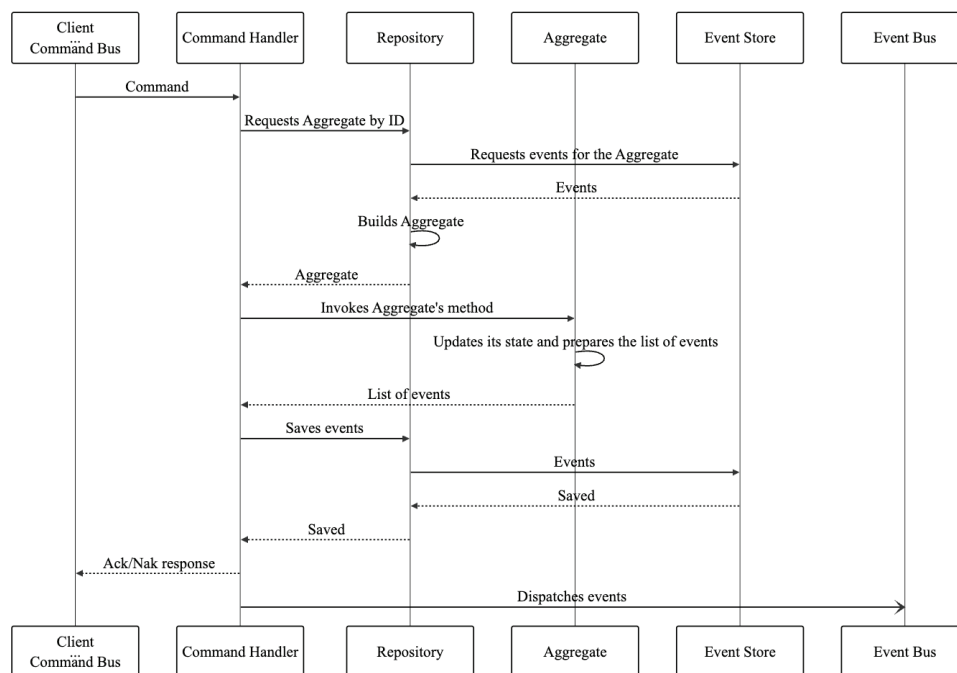 Client
...
Command Bus
Command Handler
Repository
Aggregate
Event Store
Event Bus
Command
Requests Aggregate by ID
Requests events for the Aggregate
Events
Builds Aggregate
Aggregate
Invokes Aggregate's method
Updates its state and prepares the list of events
List of events
Saves events
Events
Saved
Saved
Ack/Nak response
Dispatches events
Client
...
Command Bus
Command Handler
Repository
Aggregate
Event Store
Event Bus